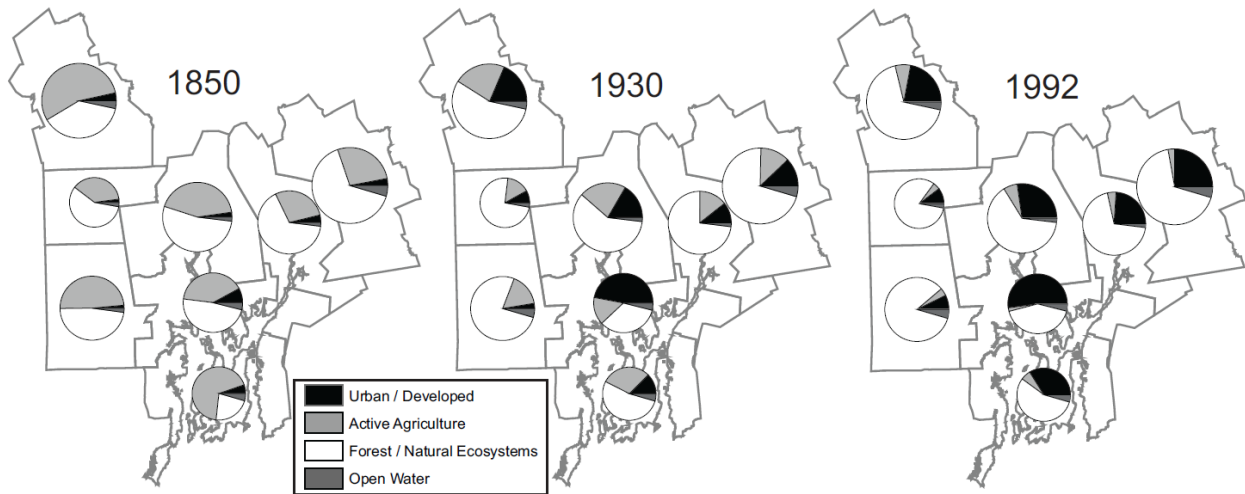 1850
1930
1992
Urban / Developed
Active Agriculture
Forest / Natural Ecosystems
Open Water